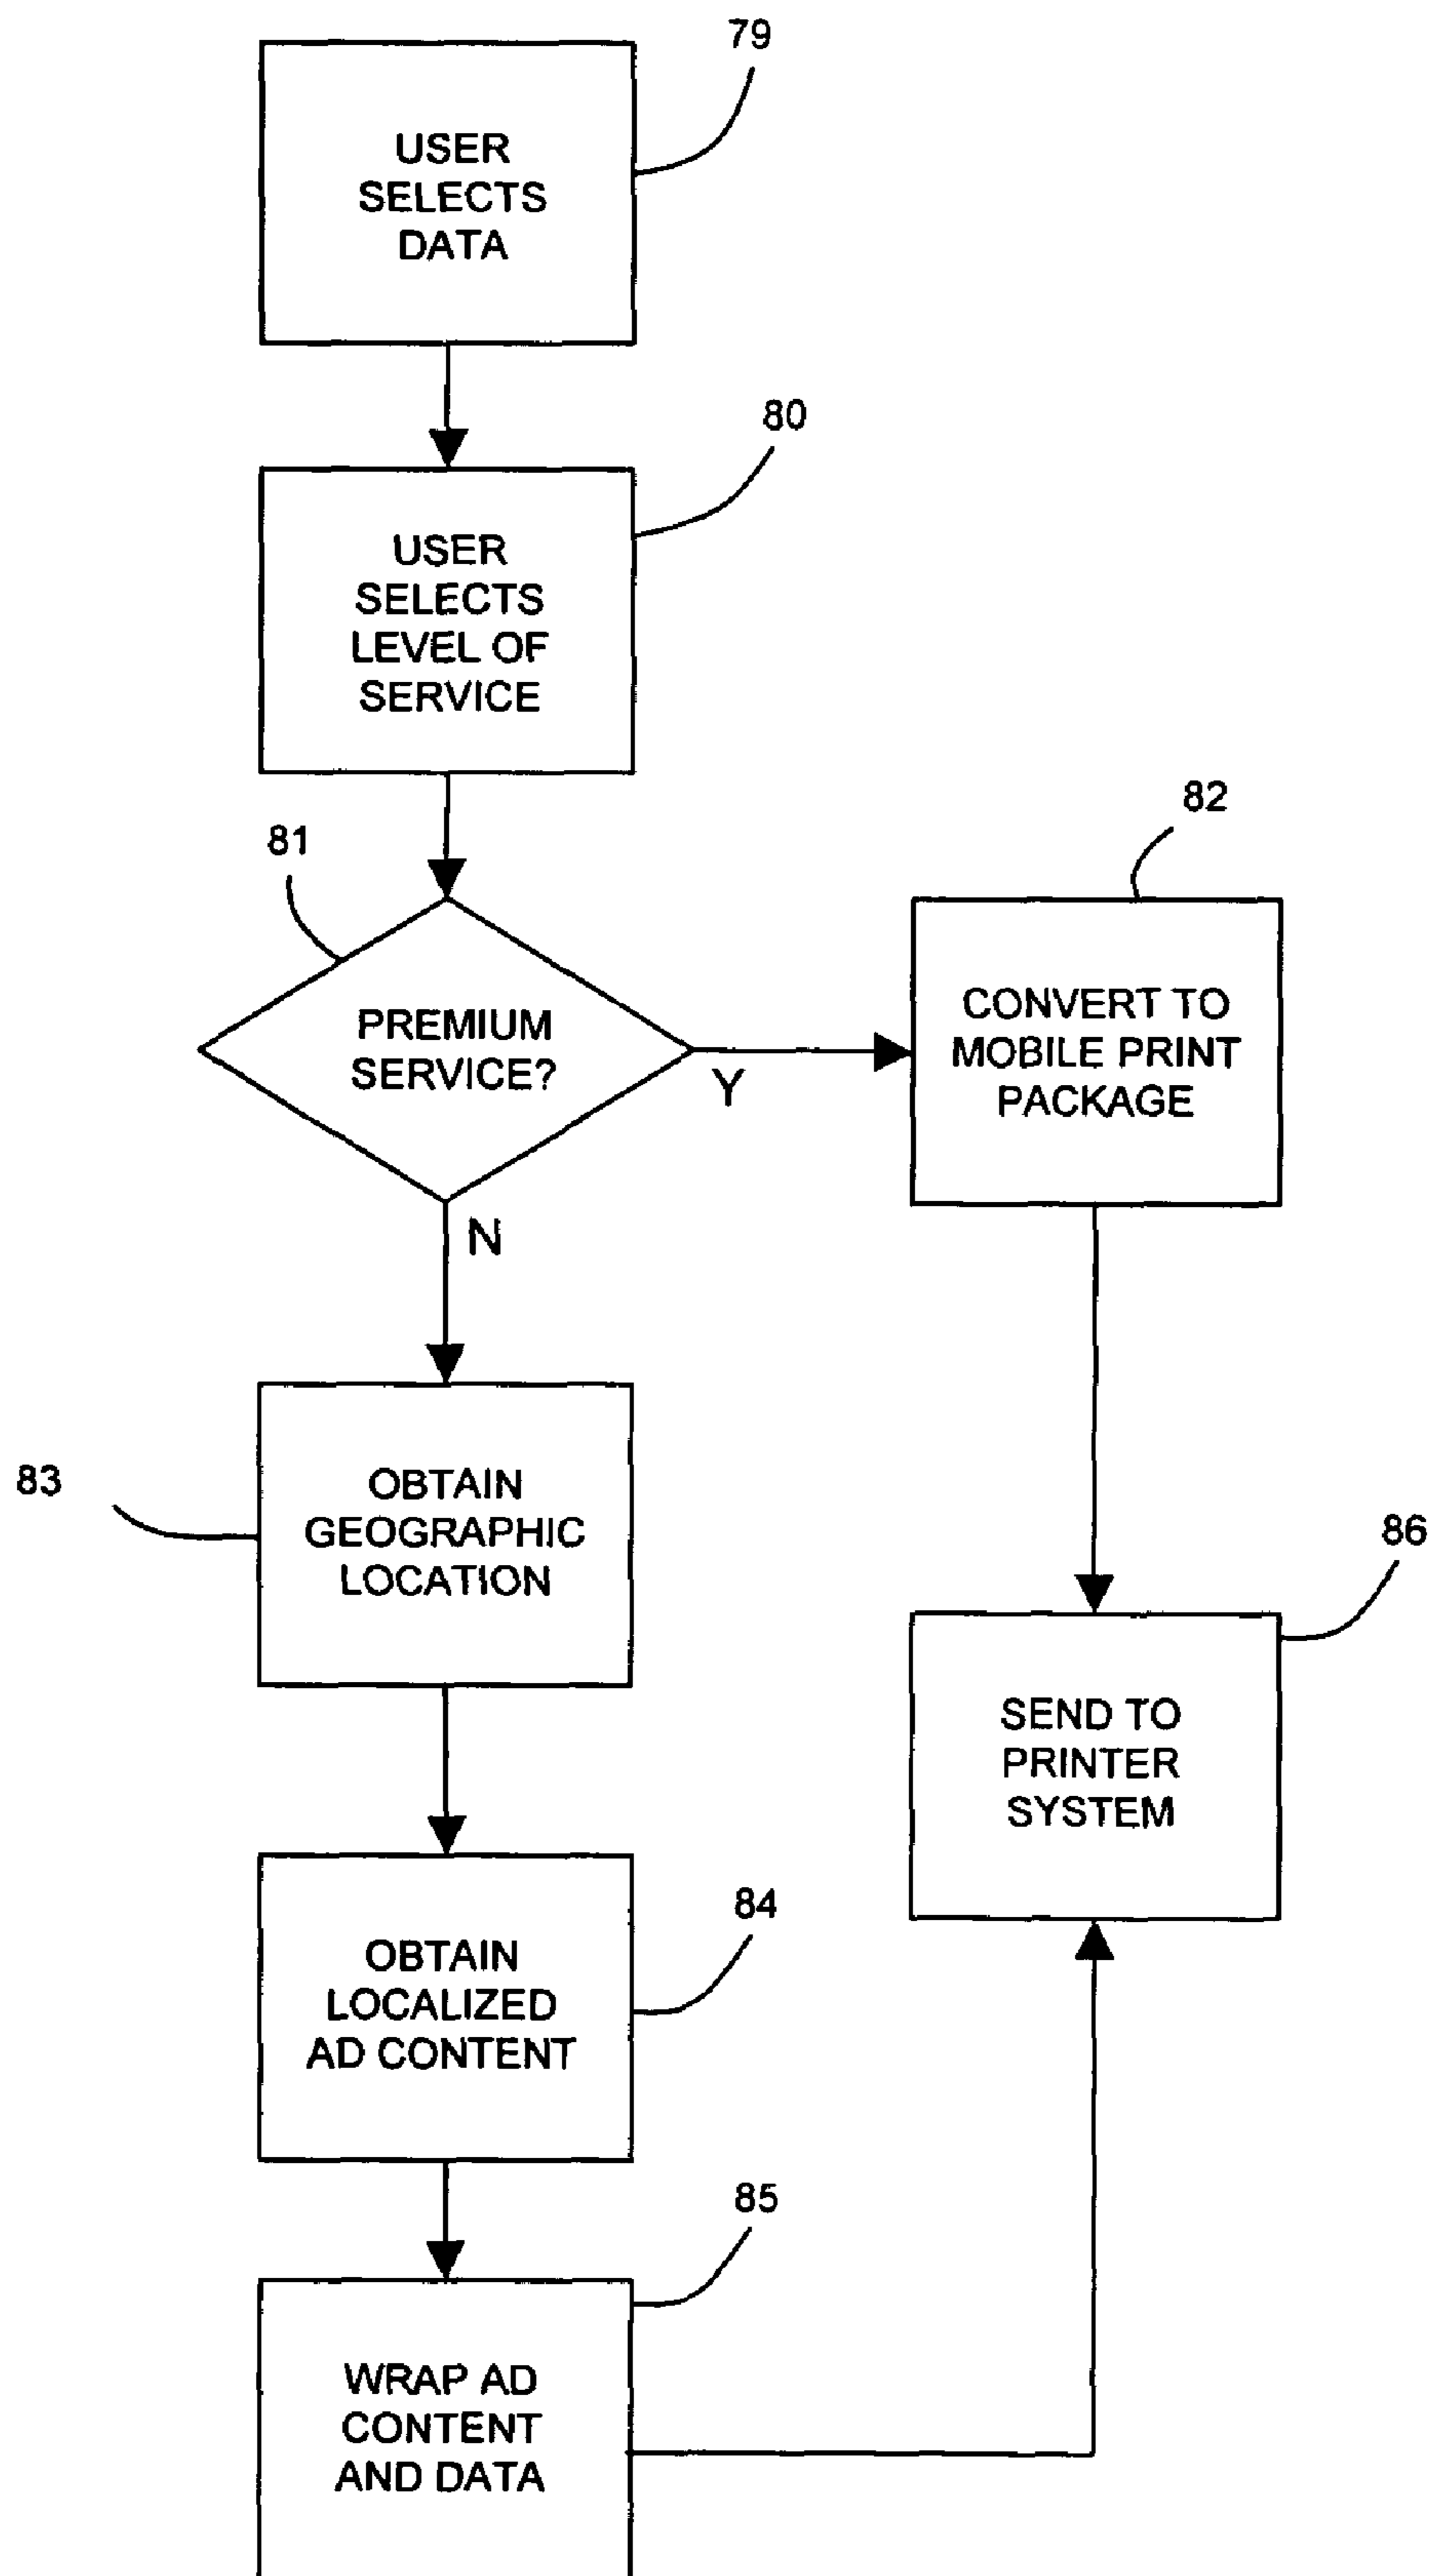 79
USER
SELECTS
DATA
80
USER
SELECTS
LEVEL OF
SERVICE
81
PREMIUM
SERVICE?
Y
N
82
CONVERT TO
MOBILE PRINT
PACKAGE
83
OBTAIN
GEOGRAPHIC
LOCATION
86
SEND TO
PRINTER
SYSTEM
84
OBTAIN
LOCALIZED
AD CONTENT
85
WRAP AD
CONTENT
AND DATA